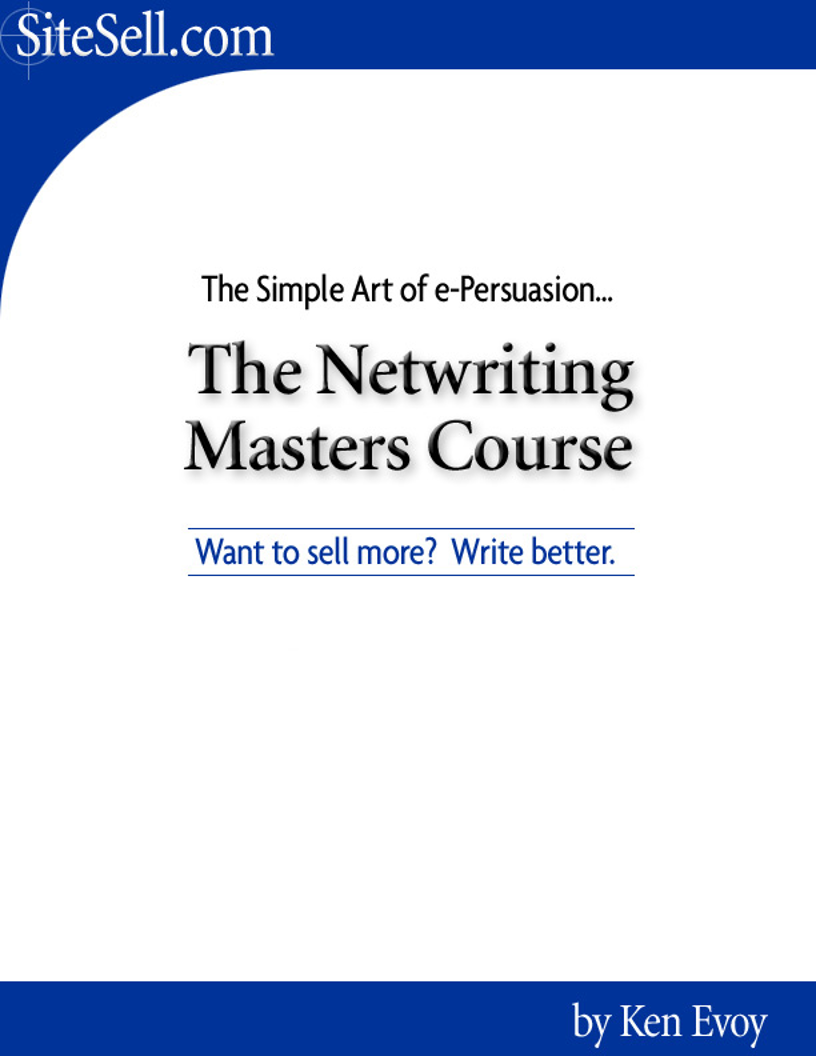 SiteSell.com
The Simple Art of e-Persuasion...
The Netwriting
Masters Course
Want to sell more?  Write better.
by Ken Evoy